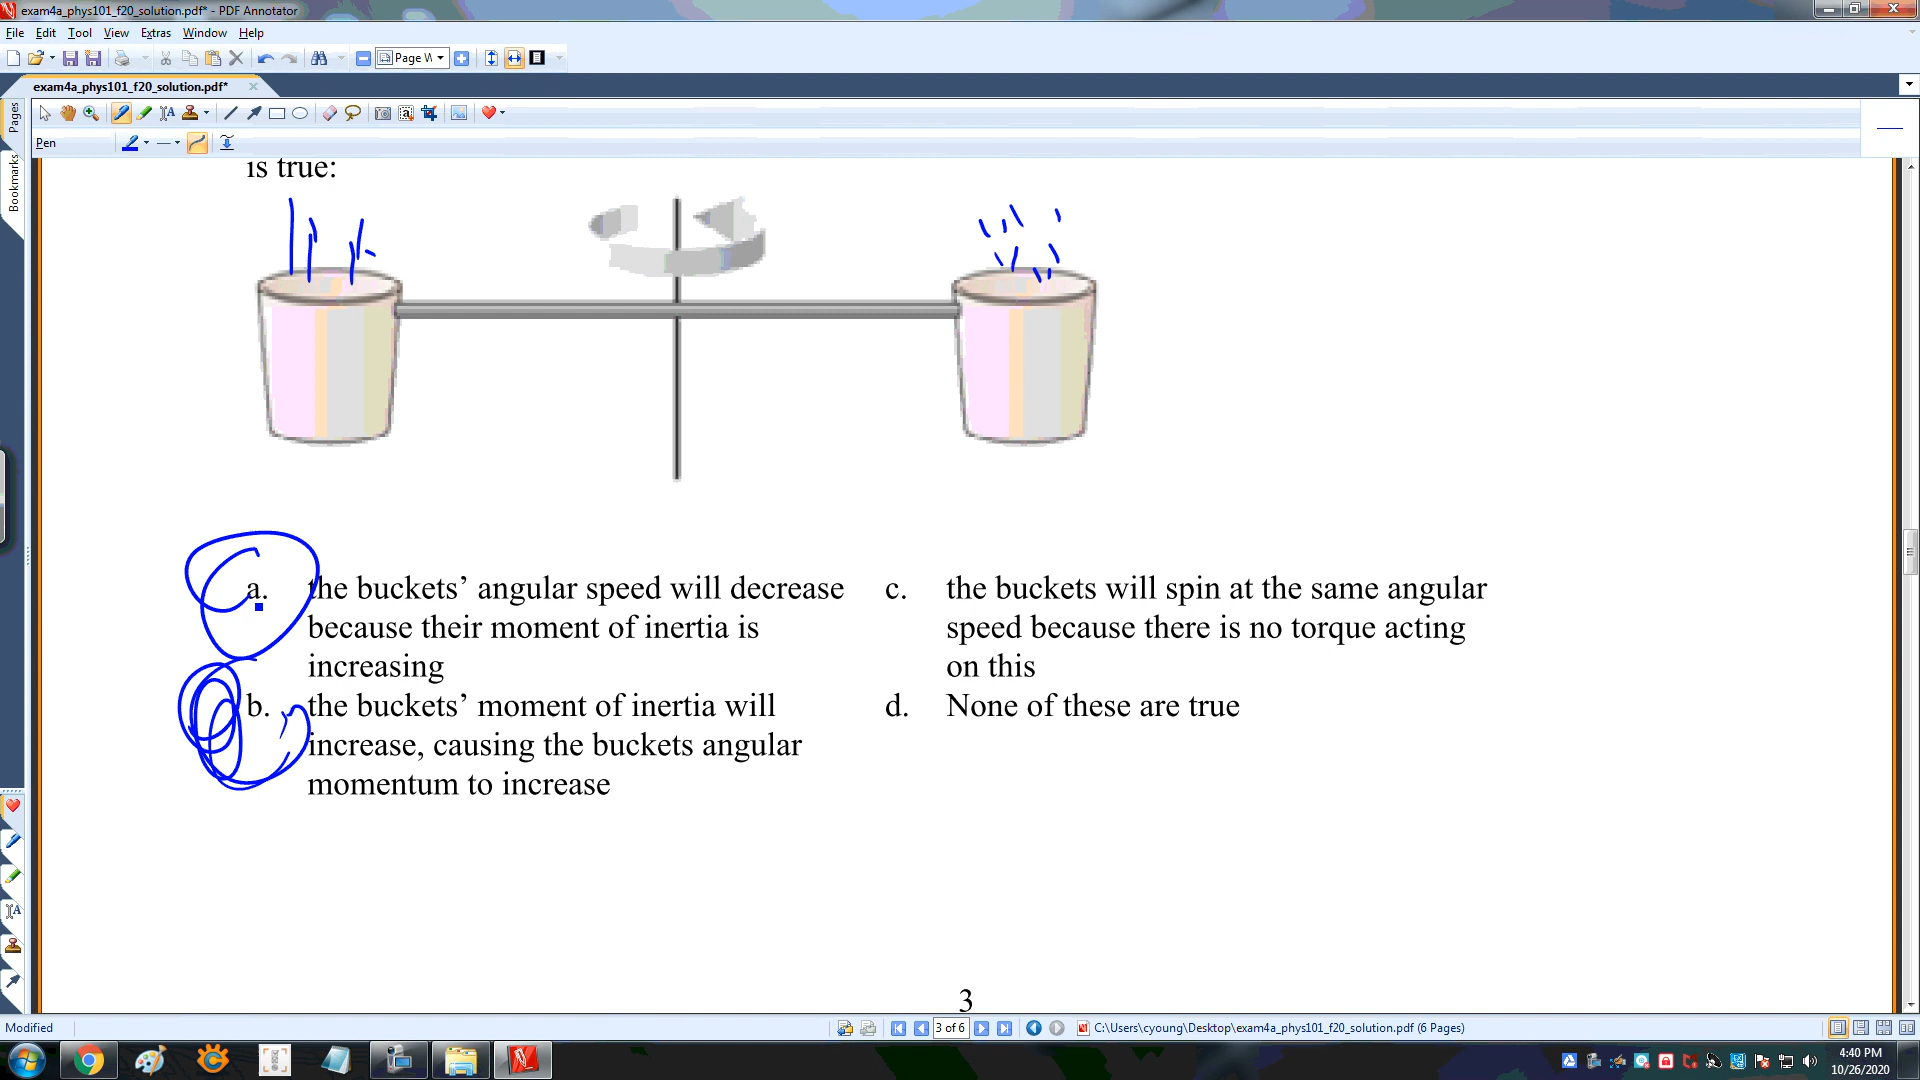 exam4a_phys101_f20_solution.pdf* - PDF Annotator
File Edit Tool View Extras Window Help
Page W
exam4a_phys101_f20_solution.pdf*
Pen
Pages
Bookmarks
is true:
a. the buckets’ angular speed will decrease
because their moment of inertia is
increasing
b. the buckets’ moment of inertia will
increase, causing the buckets angular
momentum to increase
c. the buckets will spin at the same angular
speed because there is no torque acting
on this
d. None of these are true
3
Modified
3 of 6
C:\Users\cyoung\Desktop\exam4a_phys101_f20_solution.pdf (6 Pages)
4:40 PM
10/26/2020